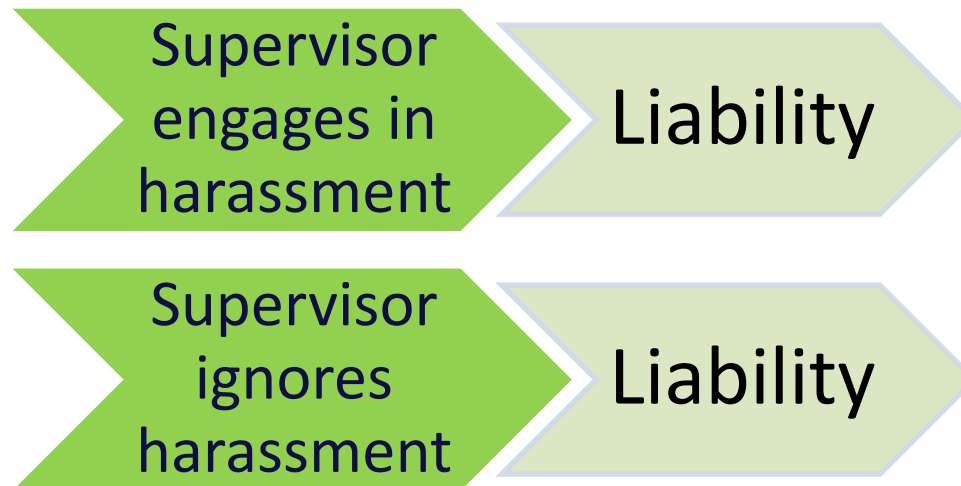 Supervisor
engages in
harassment
Liability
Supervisor
ignores
harassment
Liability